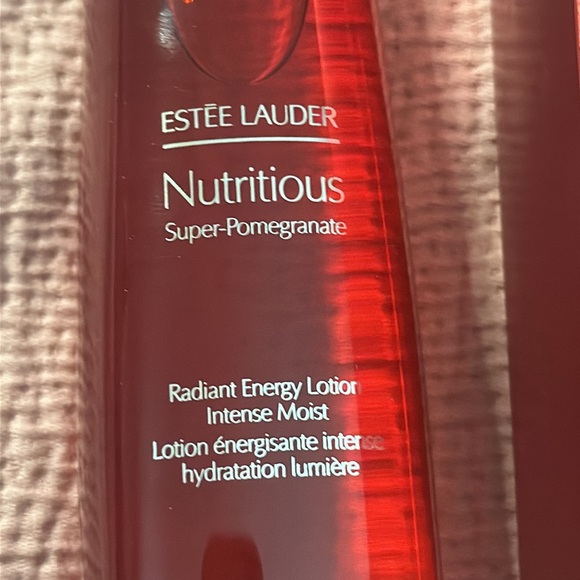 ESTĒE LAUDER
Nutritious
Super-Pomegranate
Radiant Energy Lotion
Intense Moist
Lotion énergisante intense
hydratation lumière